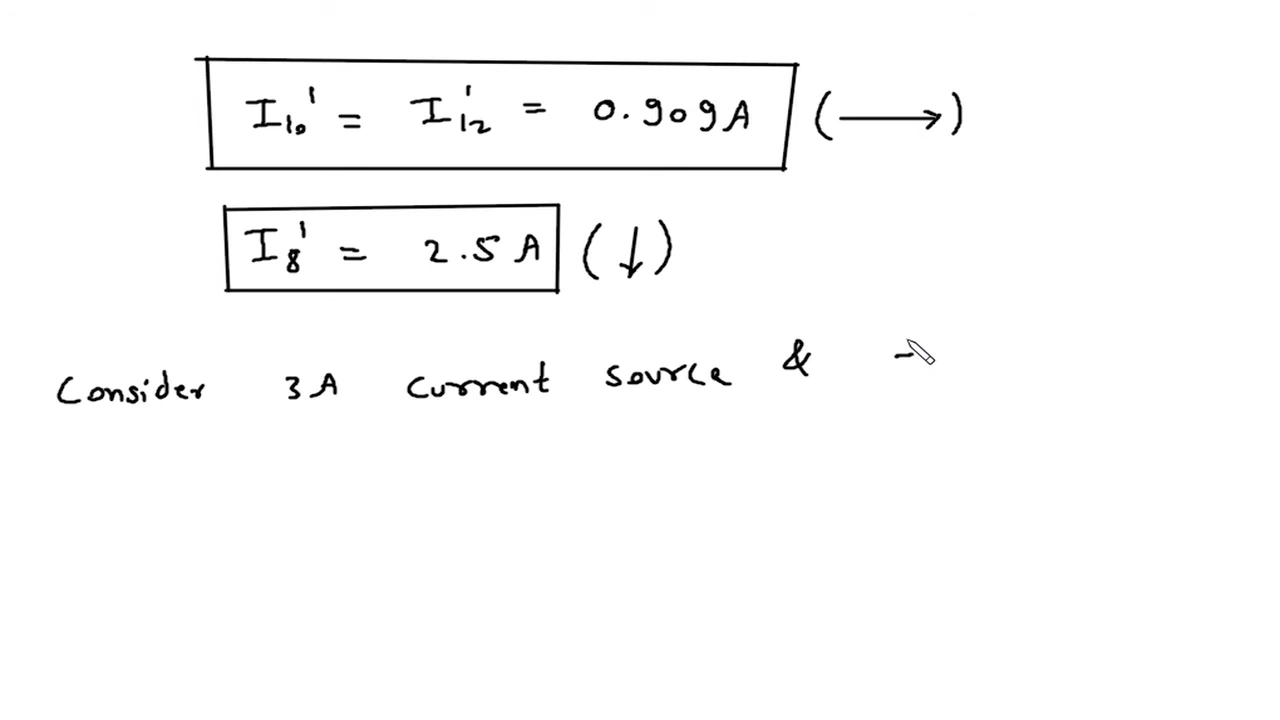 I₁₀' = I₁₂' = 0.909A (⟶)
I₈' = 2.5 A (↓)
Consider 3A current source &